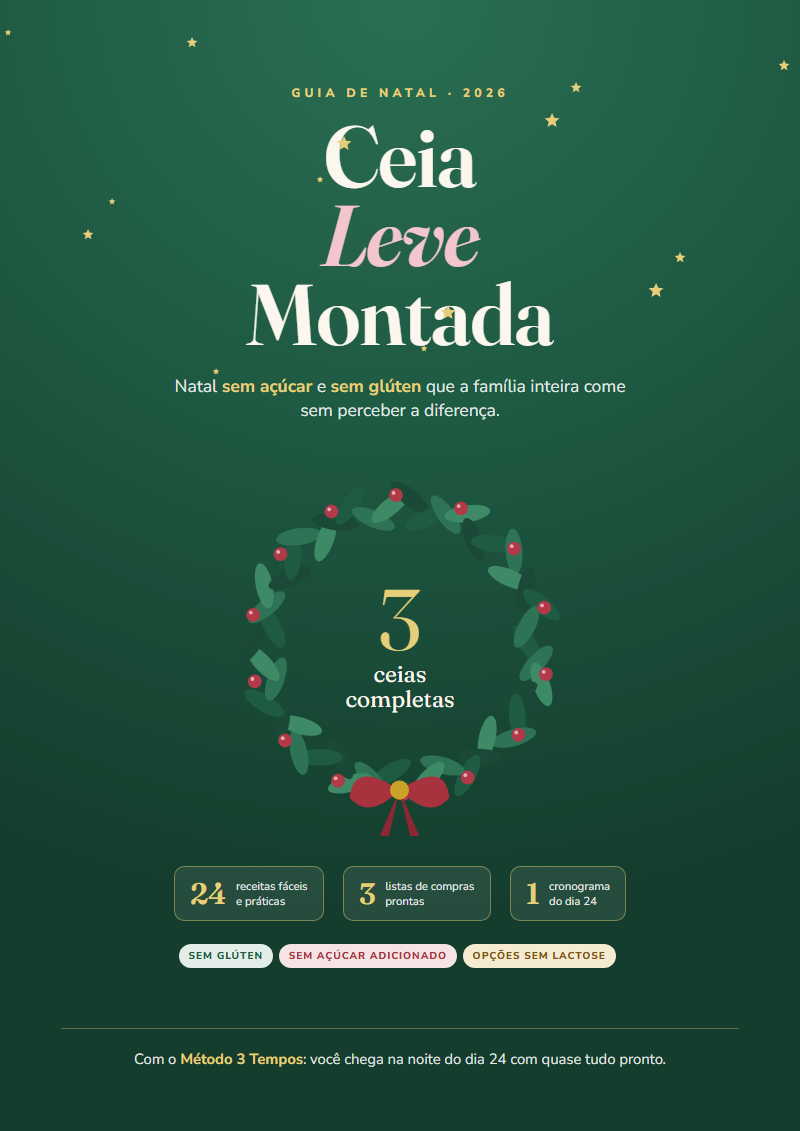 GUIA DE NATAL · 2026
Ceia
Leve
Montada
Natal sem açúcar e sem glúten que a família inteira come
sem perceber a diferença.
3
ceias
completas
24 receitas fáceis
e práticas
3 listas de compras
prontas
1 cronograma
do dia 24
SEM GLÚTEN SEM AÇÚCAR ADICIONADO OPÇÕES SEM LACTOSE
Com o Método 3 Tempos: você chega na noite do dia 24 com quase tudo pronto.